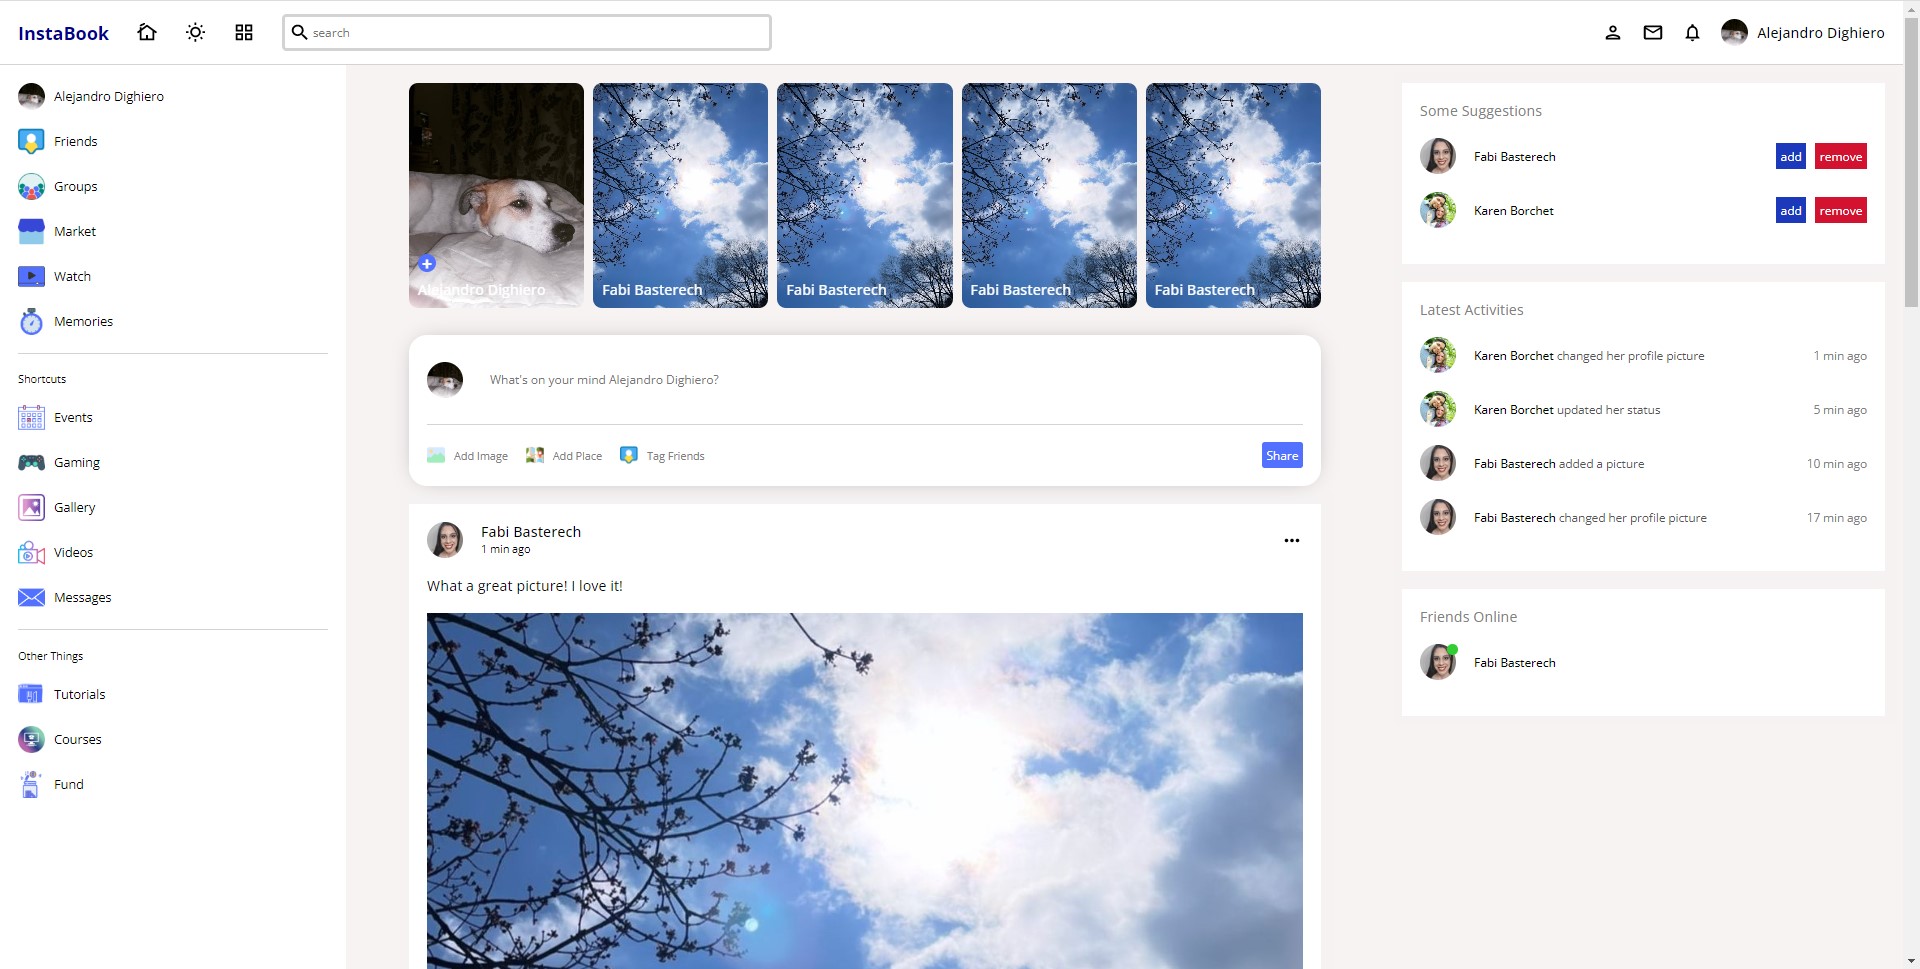 InstaBook
search
Alejandro Dighiero
Alejandro Dighiero
Friends
Groups
Market
Watch
Memories
Shortcuts
Events
Gaming
Gallery
Videos
Messages
Other Things
Tutorials
Courses
Fund
Alejandro Dighiero
Fabi Basterech
Fabi Basterech
Fabi Basterech
Fabi Basterech
What's on your mind Alejandro Dighiero?
Add Image
Add Place
Tag Friends
Share
Fabi Basterech
1 min ago
What a great picture! I love it!
Some Suggestions
Fabi Basterech add remove
Karen Borchet add remove
Latest Activities
Karen Borchet changed her profile picture 1 min ago
Karen Borchet updated her status 5 min ago
Fabi Basterech added a picture 10 min ago
Fabi Basterech changed her profile picture 17 min ago
Friends Online
Fabi Basterech